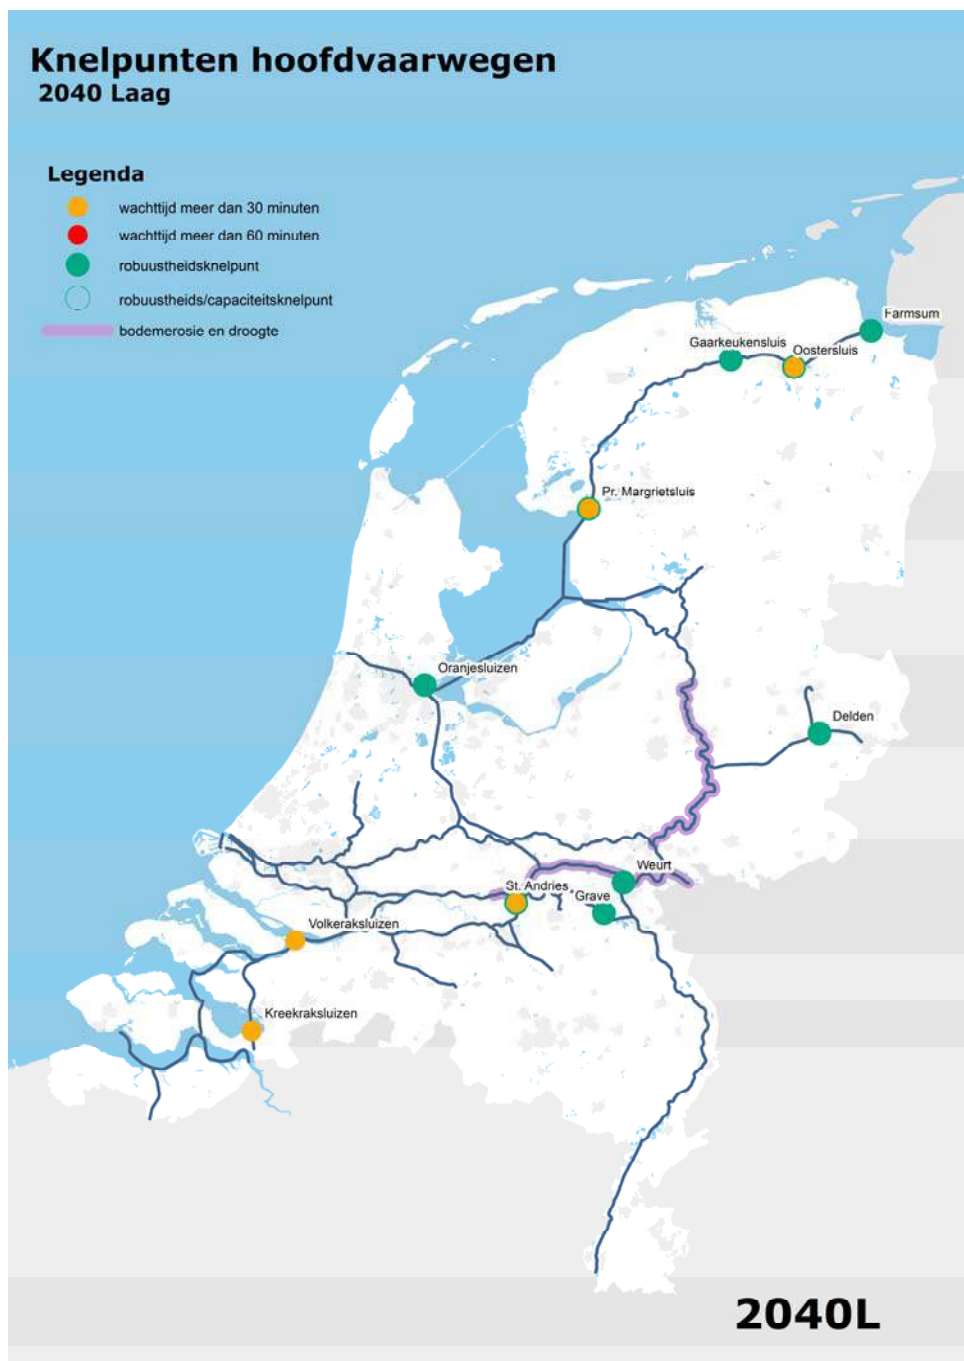 Knelpunten hoofdvaarwegen
2040 Laag
Legenda
wachttijd meer dan 30 minuten
wachttijd meer dan 60 minuten
robuustheidsknelpunt
robuustheids/capaciteitsknelpunt
bodemerosie en droogte
Farmsum
Gaarkeukensluis
Oostersluis
Pr. Margrietsluis
Oranjesluizen
Delden
Weurt
St. Andries
Grave
Volkeraksluizen
Kreekraksluizen
2040L